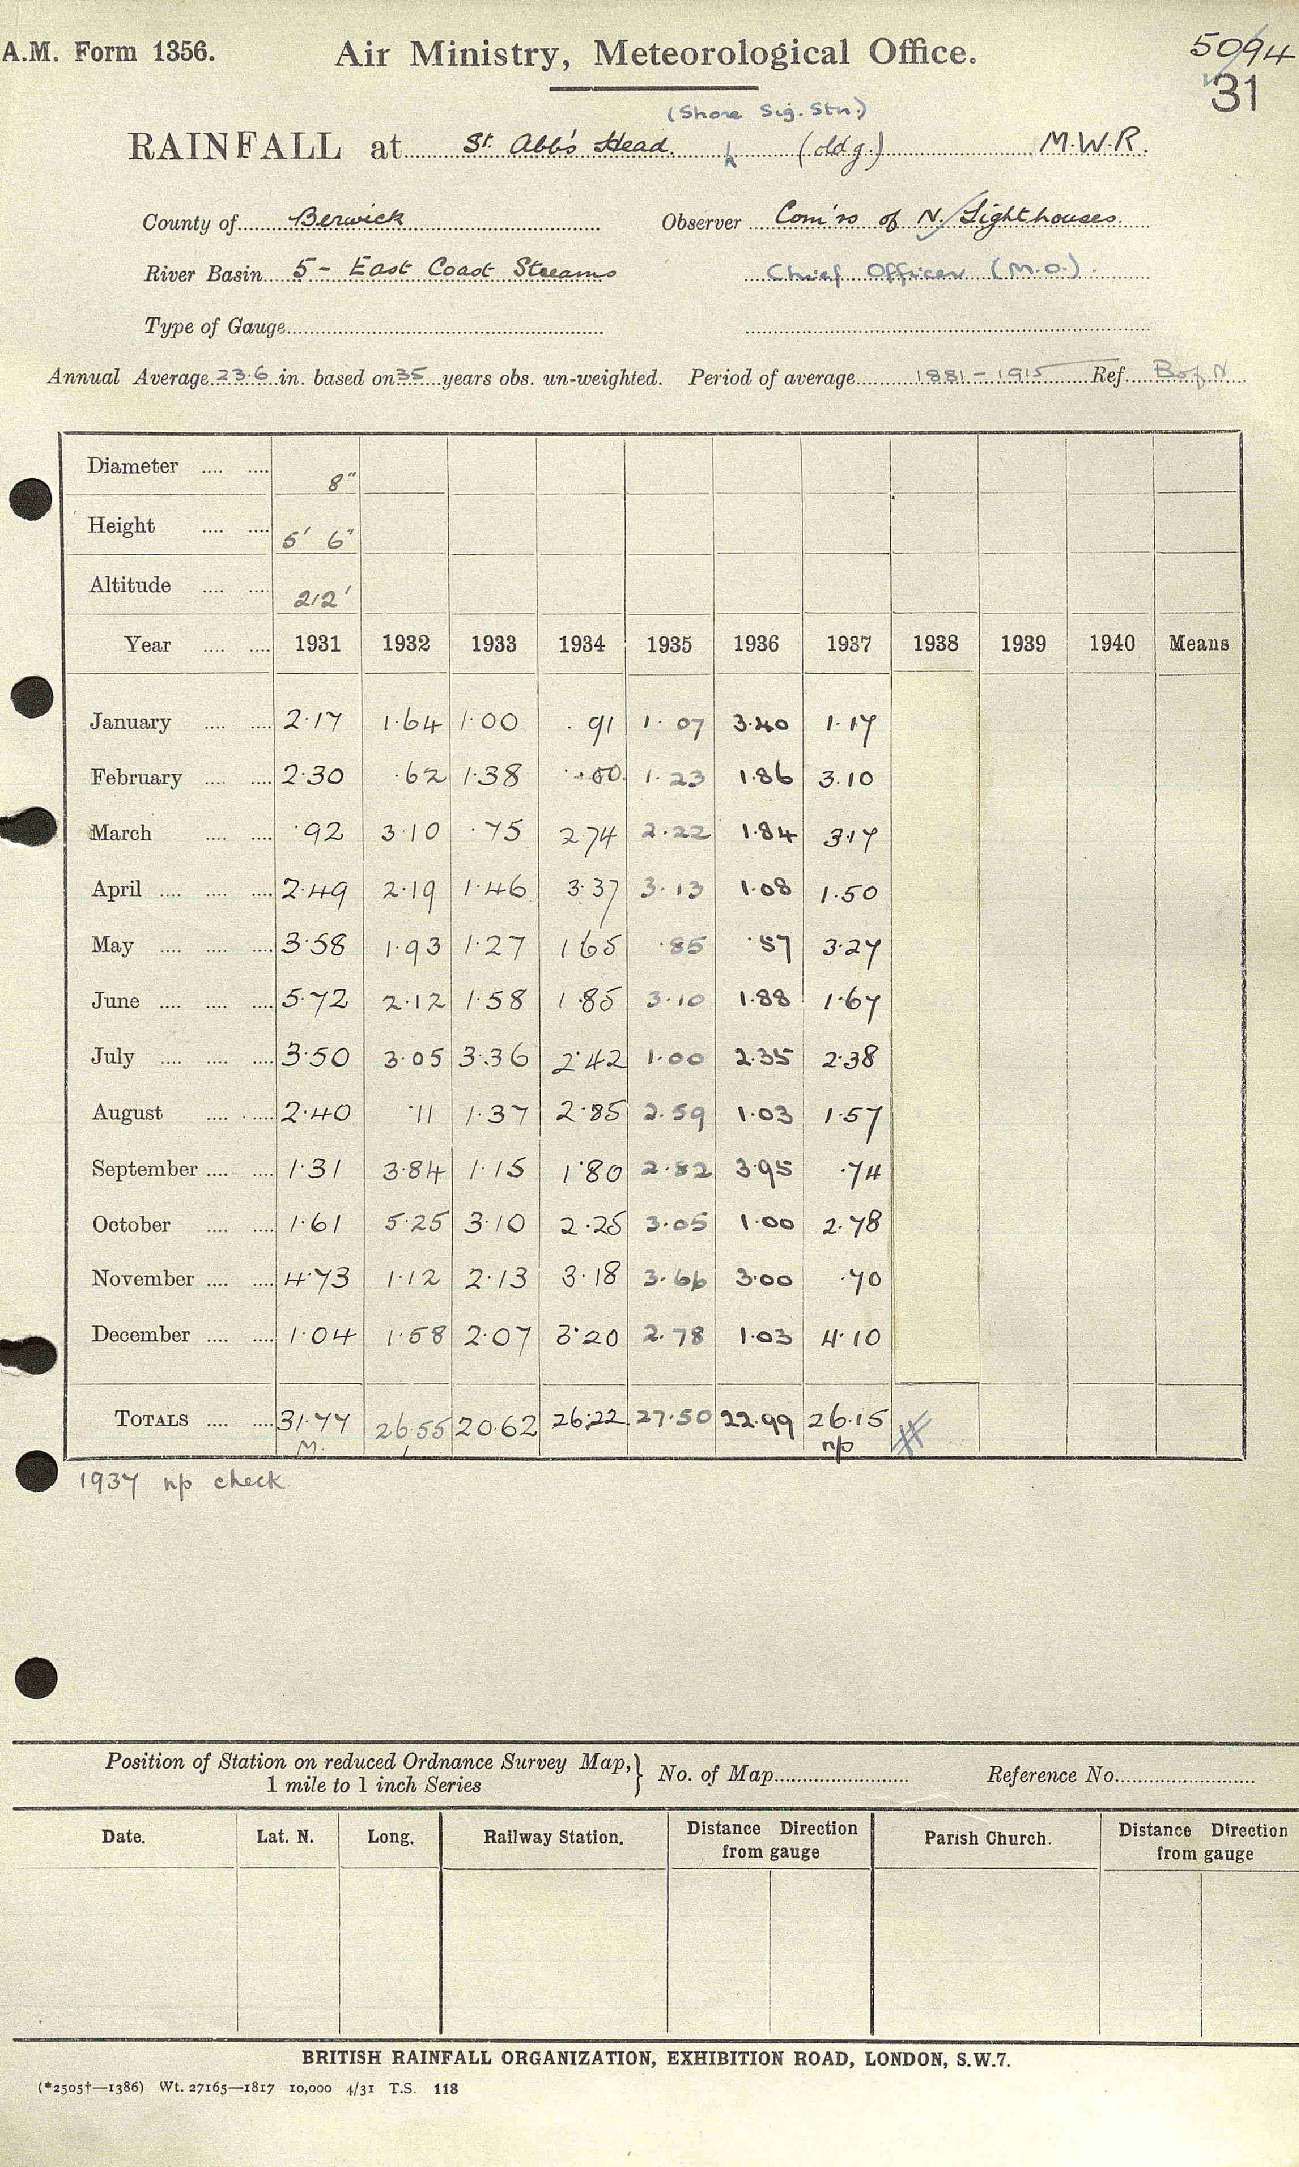 A.M. Form 1356. Air Ministry, Meteorological Office. 5094
31
(Shore Sig. Stn.)
RAINFALL at St. Abb's Head. (oldg.) M.W.R.
County of Berwick Observer Com'rs of N. Lighthouses.
River Basin 5 - East Coast Streams Chief Officer (M.O.).
Type of Gauge
Annual Average 23.6 in. based on 35 years obs. un-weighted. Period of average 1881-1915 Ref. B of N
Diameter 8"
Height 5' 6"
Altitude 212'
Year 1931 1932 1933 1934 1935 1936 1937 1938 1939 1940 Means
January 2.17 1.64 1.00 .91 1.07 3.40 1.17
February 2.30 .62 1.38 .00 1.23 1.86 3.10
March .92 3.10 .75 2.74 2.22 1.84 3.17
April 2.49 2.19 1.46 3.37 3.13 1.08 1.50
May 3.58 1.93 1.27 1.65 .85 .57 3.27
June 5.72 2.12 1.58 1.85 3.10 1.88 1.67
July 3.50 3.05 3.36 2.42 1.00 2.35 2.38
August 2.40 .11 1.37 2.85 2.59 1.03 1.57
September 1.31 3.84 1.15 1.80 2.82 3.95 .74
October 1.61 5.25 3.10 2.25 3.05 1.00 2.78
November 4.73 1.12 2.13 3.18 3.66 3.00 .70
December 1.04 1.58 2.07 3.20 2.78 1.03 4.10
TOTALS 31.77 26.55 20.62 26.22 27.50 22.99 26.15
M. np
1937 np check
Position of Station on reduced Ordnance Survey Map, 1 mile to 1 inch Series } No. of Map Reference No.
Date. Lat. N. Long. Railway Station. Distance Direction from gauge Parish Church. Distance Direction from gauge
BRITISH RAINFALL ORGANIZATION, EXHIBITION ROAD, LONDON, S.W.7.
(*2505†—1386) Wt. 27165—1817 10,000 4/31 T.S. 118